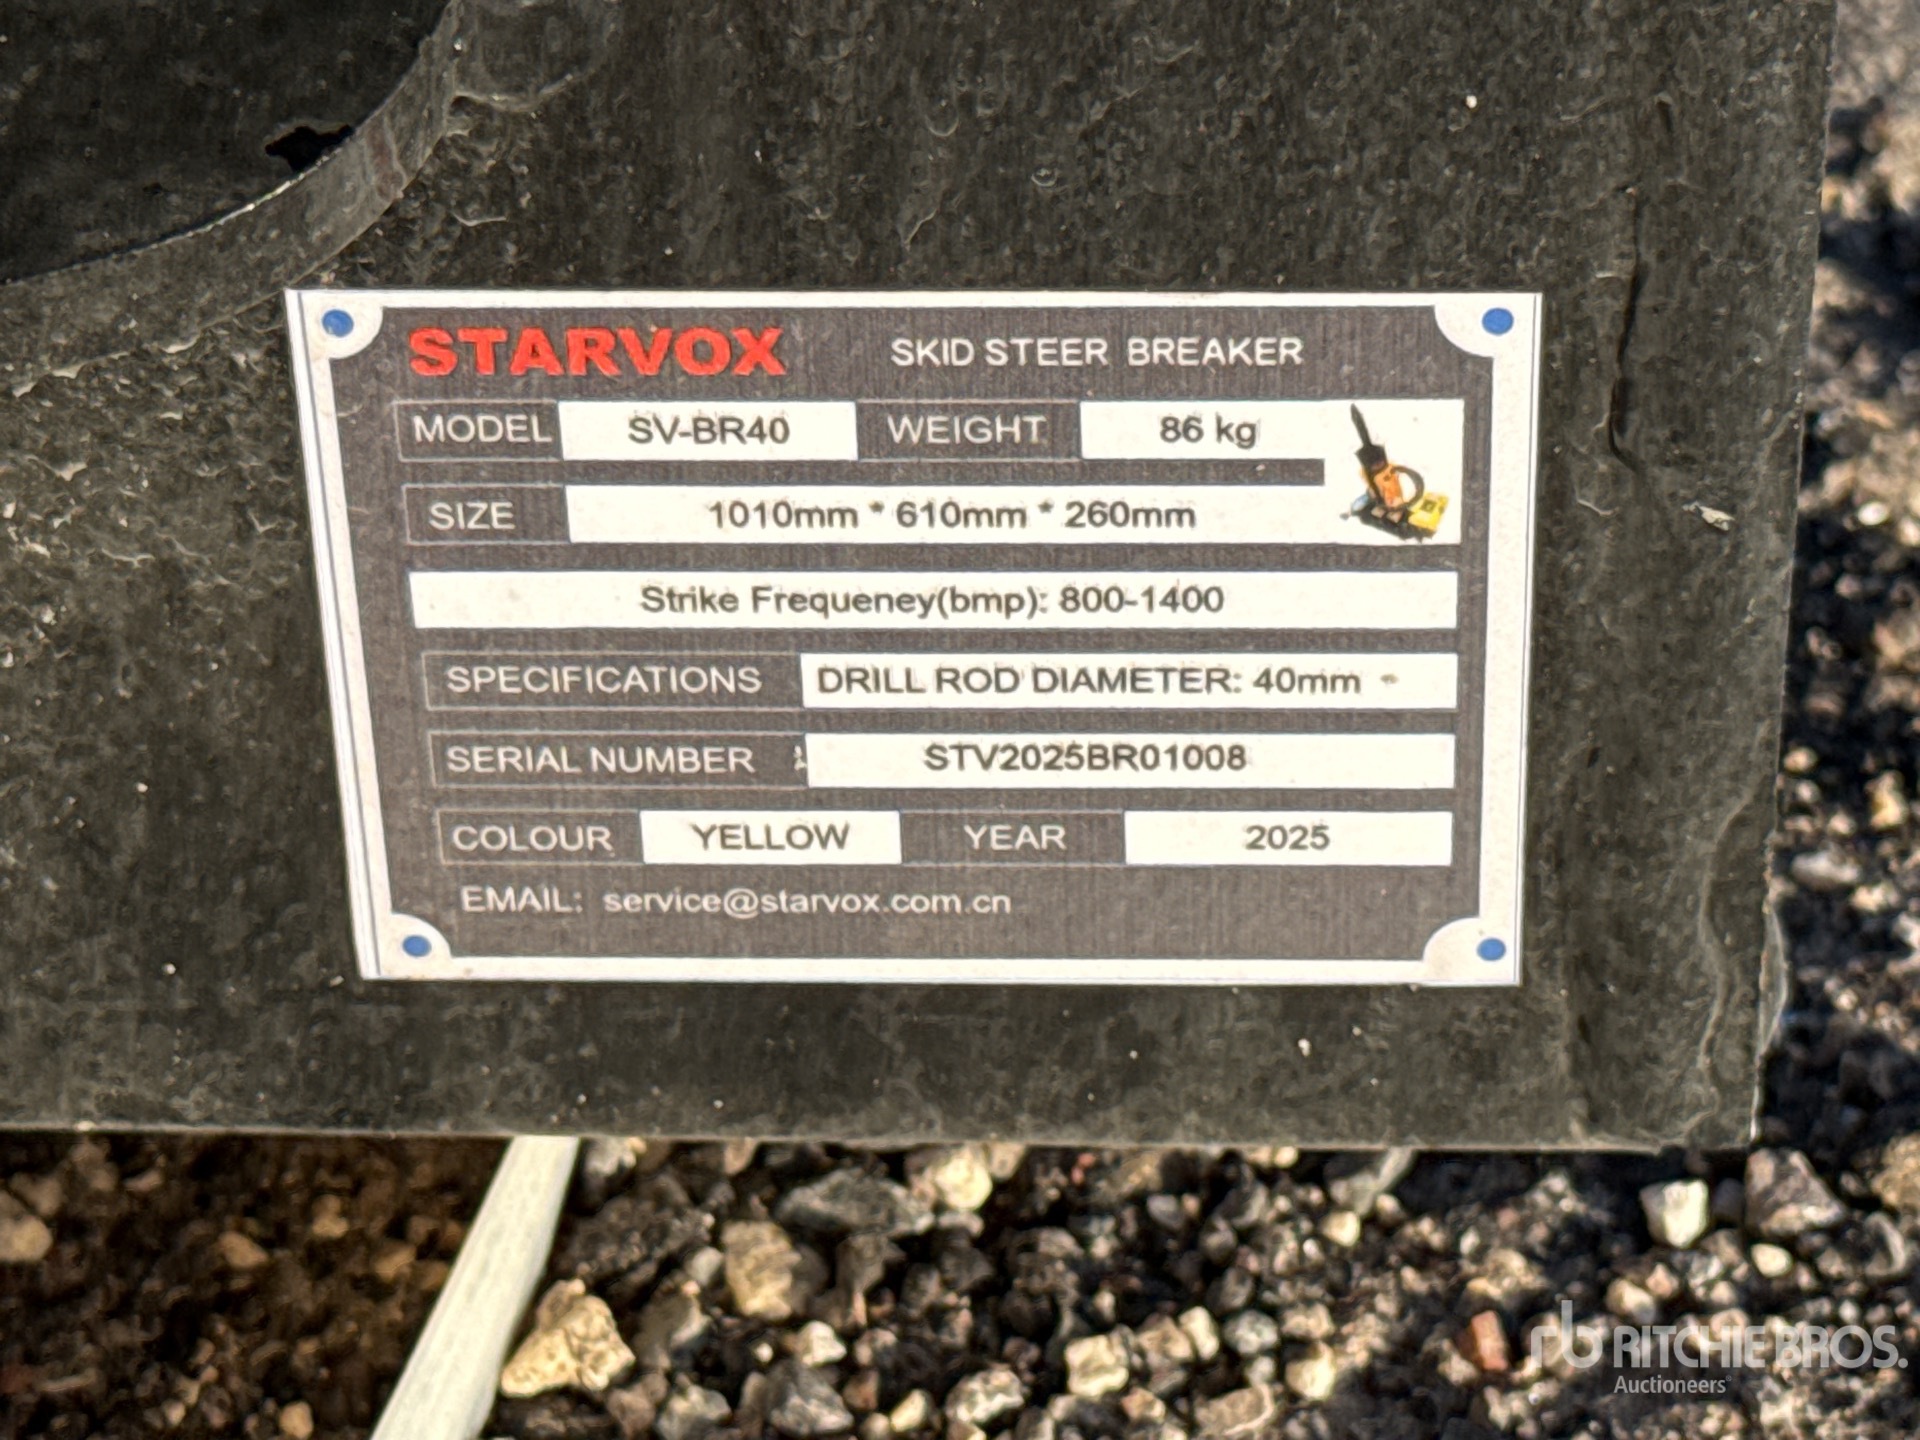 STARVOX SKID STEER BREAKER
MODEL SV-BR40 WEIGHT 86 kg
SIZE 1010mm * 610mm * 260mm
Strike Frequeney(bmp): 800-1400
SPECIFICATIONS DRILL ROD DIAMETER: 40mm
SERIAL NUMBER STV2025BR01008
COLOUR YELLOW YEAR 2025
EMAIL: service@starvox.com.cn
rb RITCHIE BROS.
Auctioneers